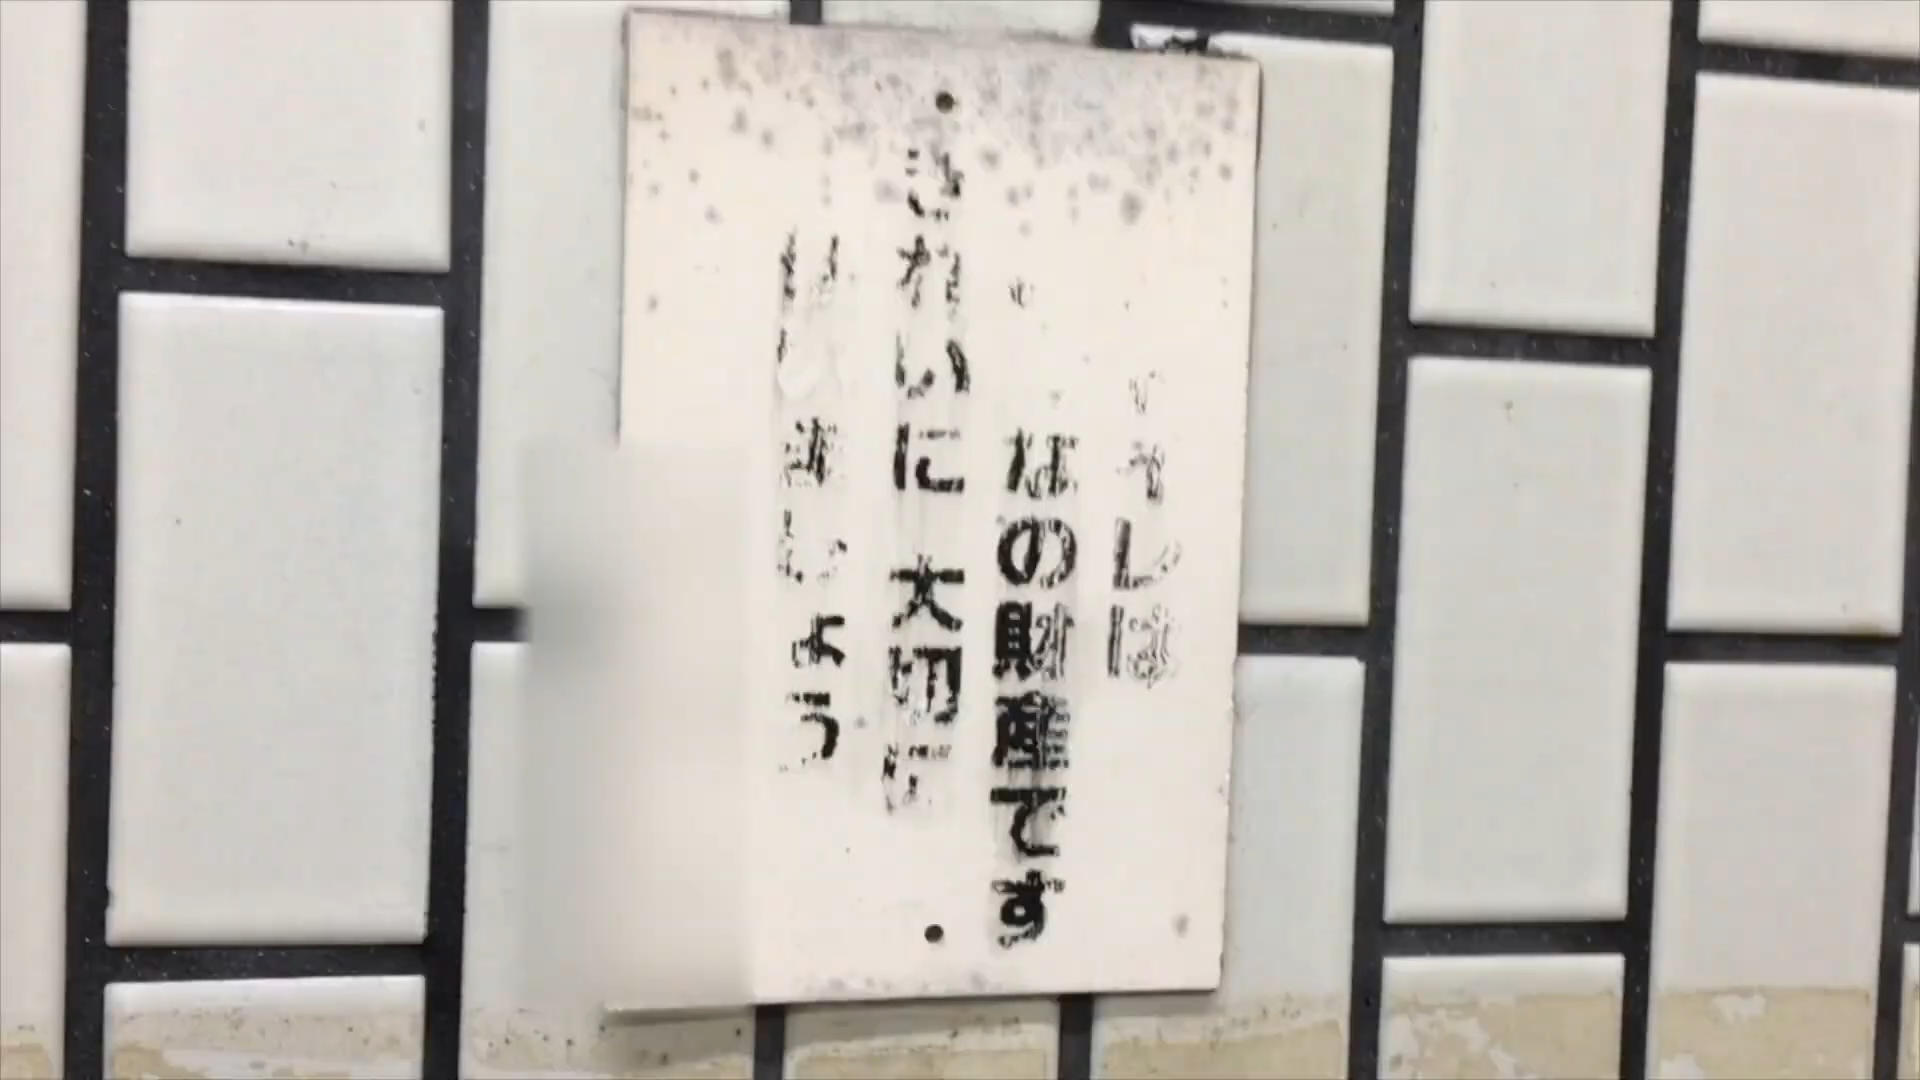 トイレは
なの財産です
きれいに 大切に
ましょう